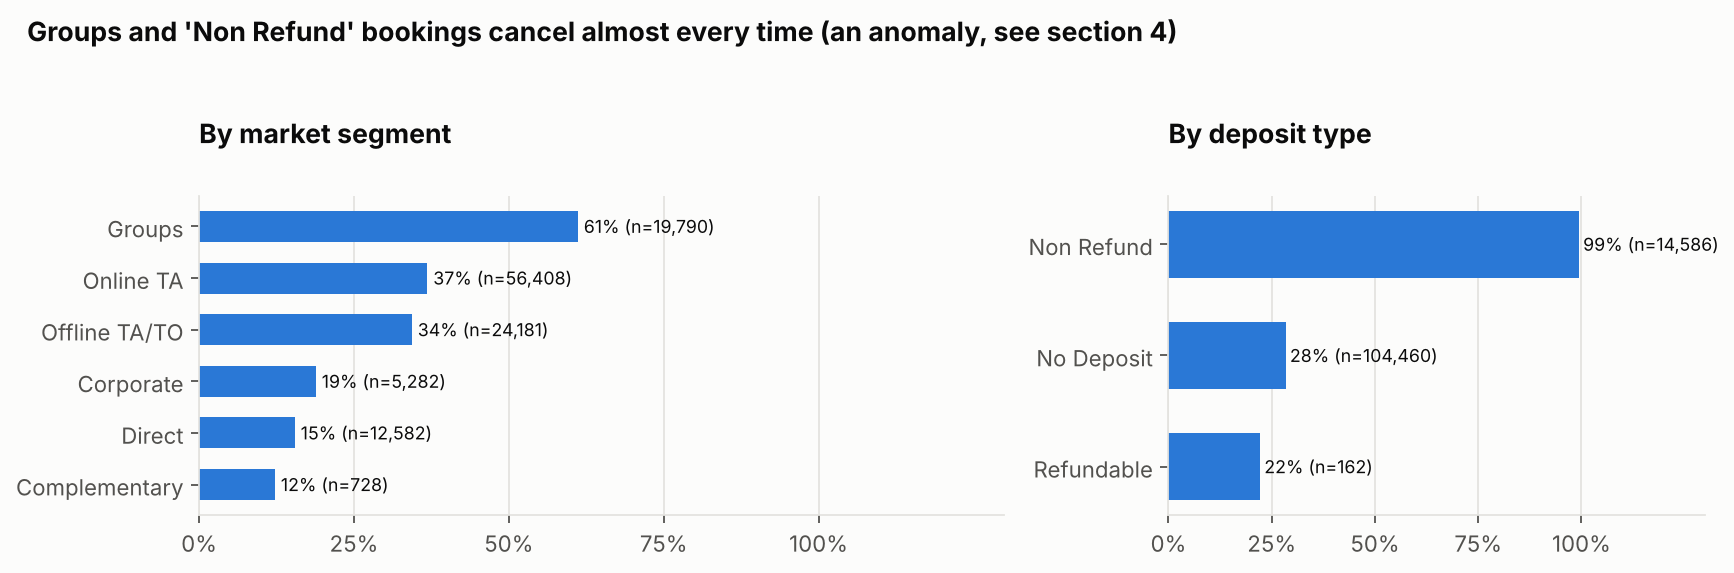 Groups and 'Non Refund' bookings cancel almost every time (an anomaly, see section 4)
By market segment
Groups
61% (n=19,790)
Online TA
37% (n=56,408)
Offline TA/TO
34% (n=24,181)
Corporate
19% (n=5,282)
Direct
15% (n=12,582)
Complementary
12% (n=728)
0%
25%
50%
75%
100%
By deposit type
Non Refund
99% (n=14,586)
No Deposit
28% (n=104,460)
Refundable
22% (n=162)
0%
25%
50%
75%
100%